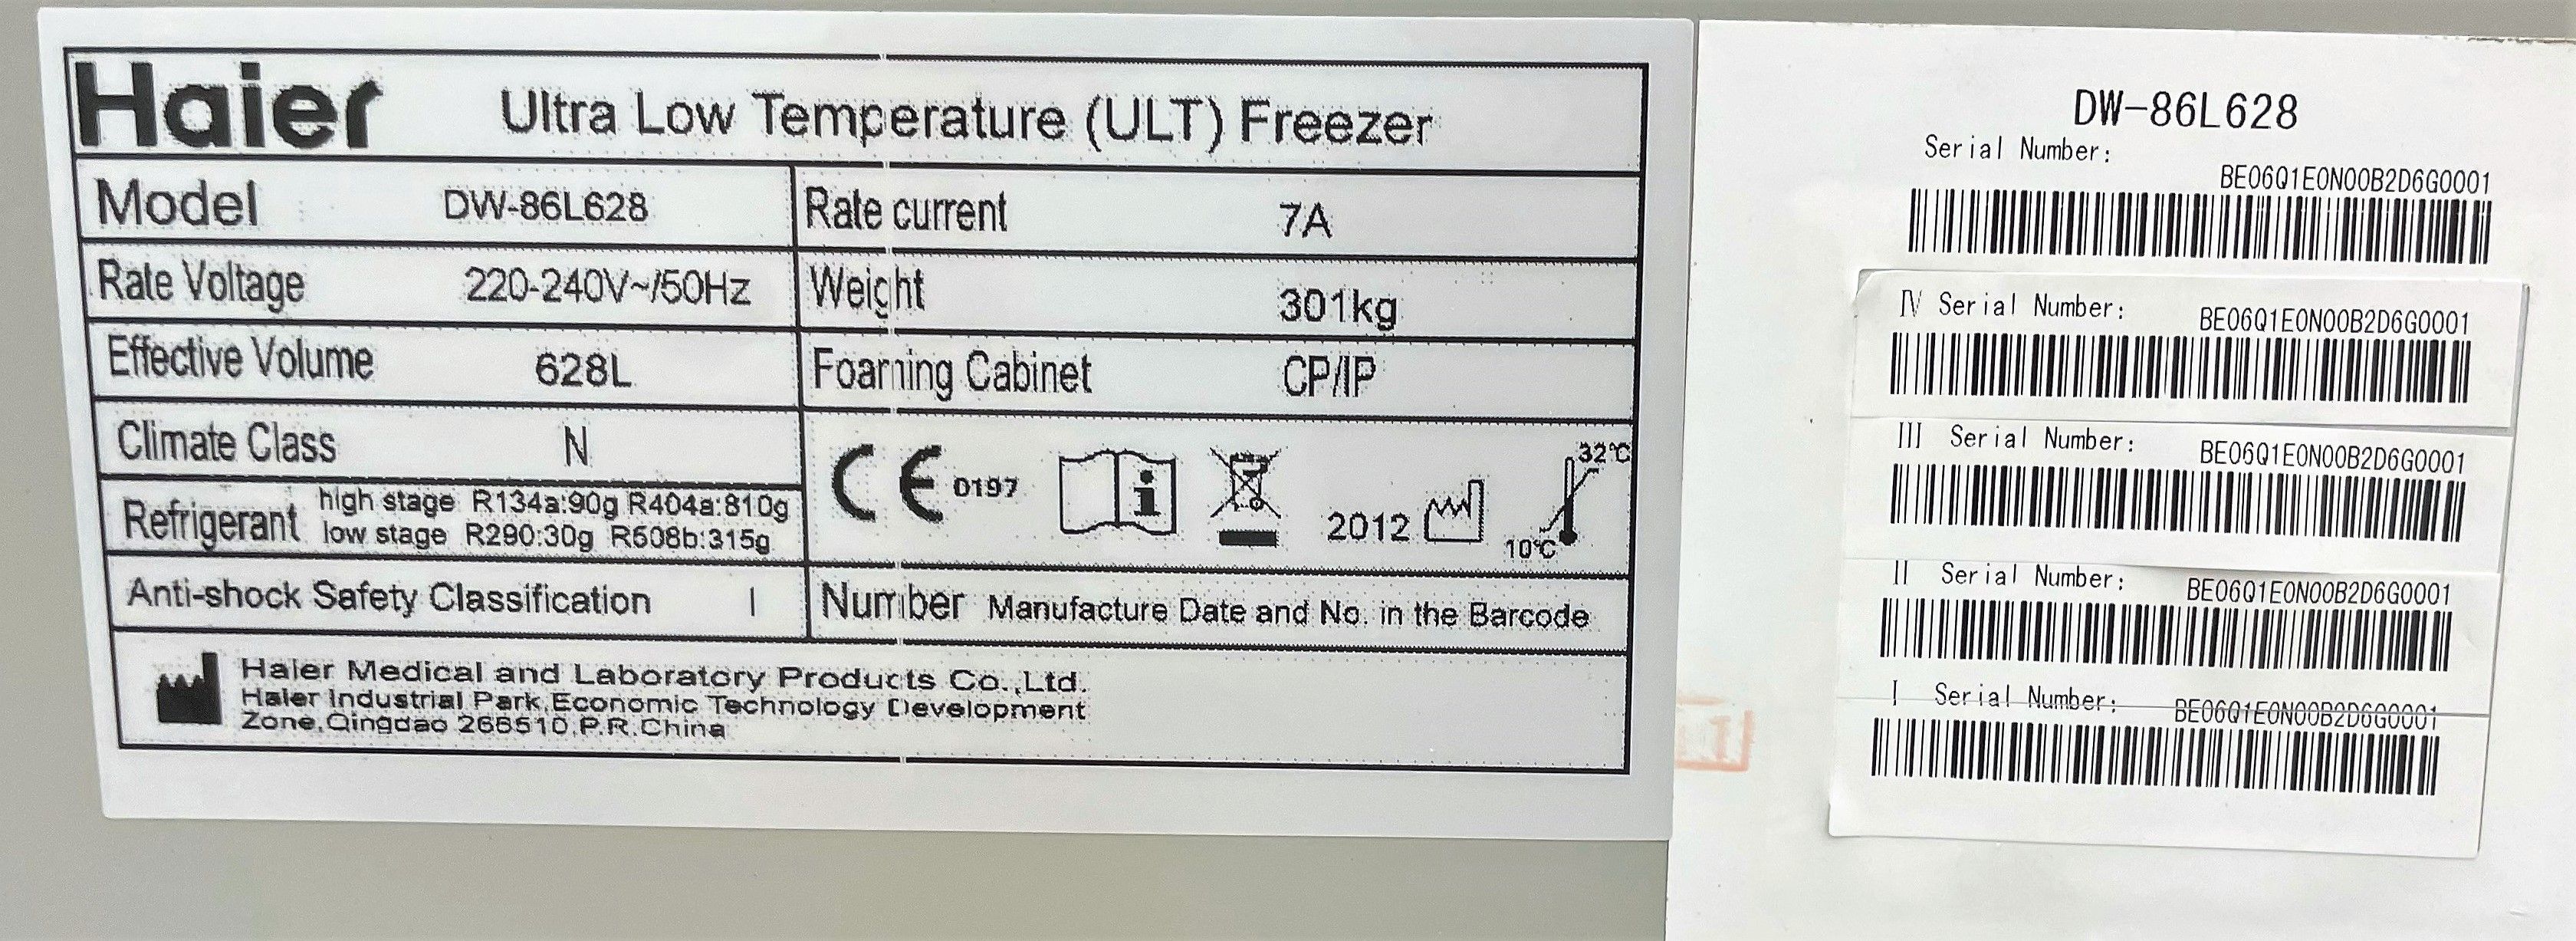 Haier Ultra Low Temperature (ULT) Freezer
Model DW-86L628 Rate current 7A
Rate Voltage 220-240V~/50Hz Weight 301kg
Effective Volume 628L Foaming Cabinet CP/IP
Climate Class N
CE 0197 i 2012 32℃ 10℃
Refrigerant high stage R134a:90g R404a:810g
low stage R290:30g R508b:315g
Anti-shock Safety Classification I Number Manufacture Date and No. in the Barcode
Haier Medical and Laboratory Products Co.,Ltd.
Haier Industrial Park,Economic Technology Development
Zone,Qingdao 266510,P.R.China
DW-86L628
Serial Number:
BE06Q1E0N00B2D6G0001
IV Serial Number: BE06Q1E0N00B2D6G0001
III Serial Number: BE06Q1E0N00B2D6G0001
II Serial Number: BE06Q1E0N00B2D6G0001
I Serial Number: BE06Q1E0N00B2D6G0001